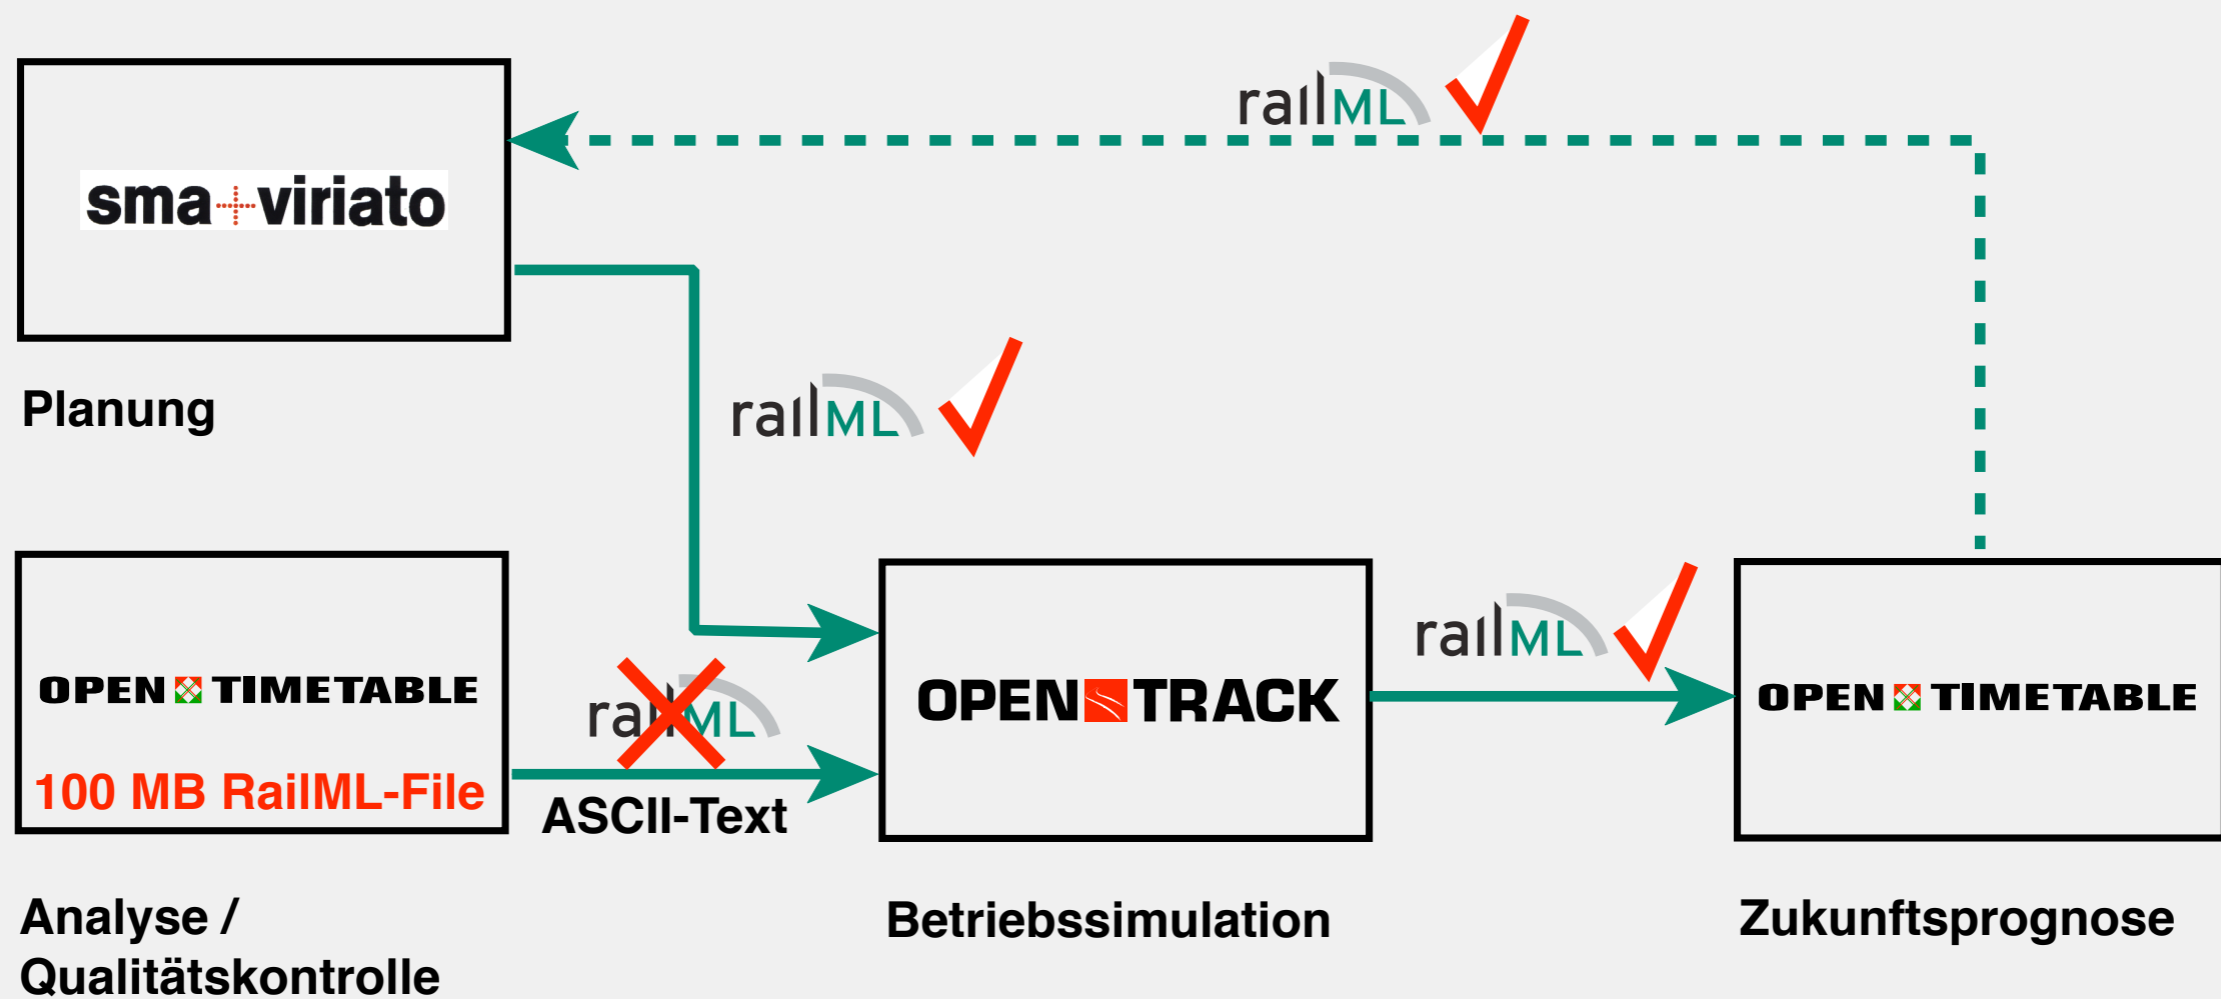 railML
sma+viriato
Planung
railML
OPEN TIMETABLE
100 MB RailML-File
railML
ASCII-Text
OPEN TRACK
railML
OPEN TIMETABLE
Analyse /
Qualitätskontrolle
Betriebssimulation
Zukunftsprognose